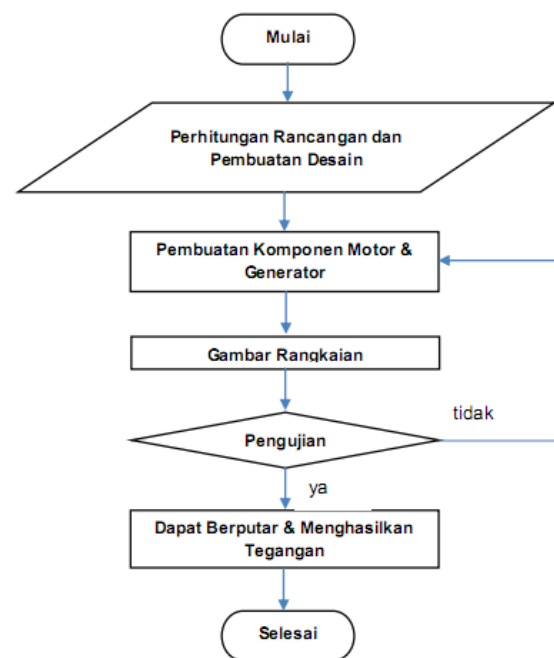 Mulai
Perhitungan Rancangan dan
Pembuatan Desain
Pembuatan Komponen Motor &
Generator
Gambar Rangkaian
Pengujian
tidak
ya
Dapat Berputar & Menghasilkan
Tegangan
Selesai